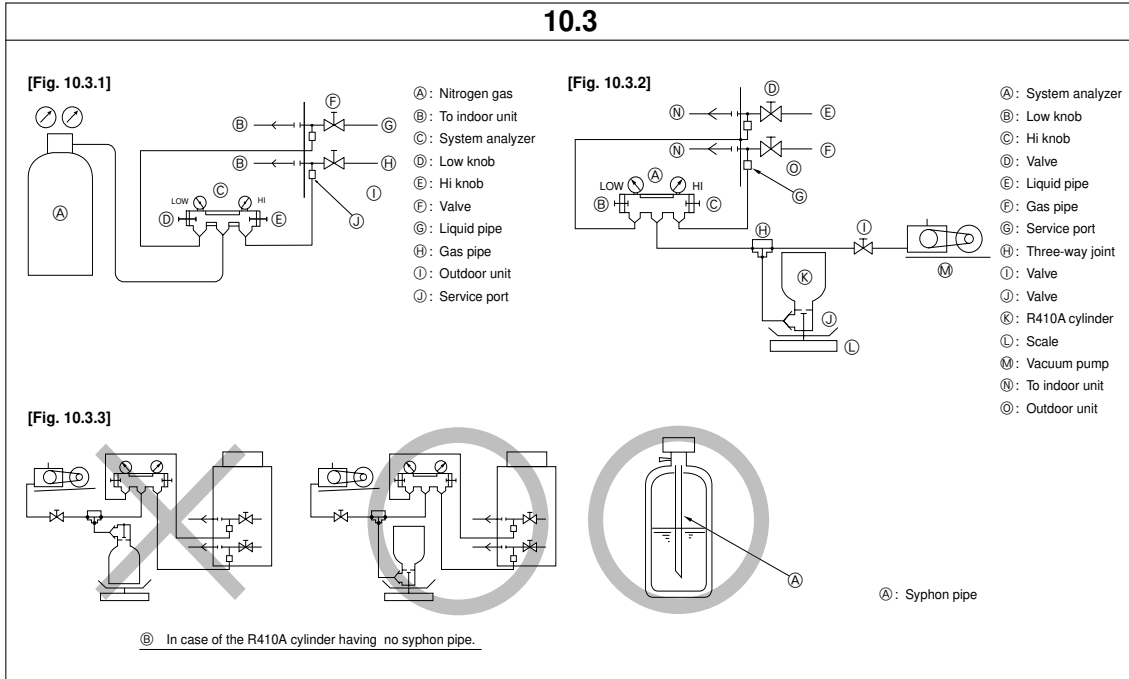 10.3
[Fig. 10.3.1]
Ⓐ: Nitrogen gas
Ⓑ: To indoor unit
Ⓒ: System analyzer
Ⓓ: Low knob
Ⓔ: Hi knob
Ⓕ: Valve
Ⓖ: Liquid pipe
Ⓗ: Gas pipe
Ⓘ: Outdoor unit
Ⓙ: Service port
Ⓐ
Ⓑ
Ⓕ
Ⓖ
Ⓑ
Ⓗ
Ⓒ
Ⓘ
LOW
HI
Ⓓ
Ⓔ
Ⓙ
[Fig. 10.3.2]
Ⓐ: System analyzer
Ⓑ: Low knob
Ⓒ: Hi knob
Ⓓ: Valve
Ⓔ: Liquid pipe
Ⓕ: Gas pipe
Ⓖ: Service port
Ⓗ: Three-way joint
Ⓘ: Valve
Ⓙ: Valve
Ⓚ: R410A cylinder
Ⓛ: Scale
Ⓜ: Vacuum pump
Ⓝ: To indoor unit
Ⓞ: Outdoor unit
Ⓓ
Ⓝ
Ⓔ
Ⓝ
Ⓕ
Ⓞ
LOW
Ⓐ
HI
Ⓖ
Ⓑ
Ⓒ
Ⓗ
Ⓘ
Ⓜ
Ⓚ
Ⓙ
Ⓛ
[Fig. 10.3.3]
Ⓐ
Ⓐ: Syphon pipe
Ⓑ In case of the R410A cylinder having no syphon pipe.